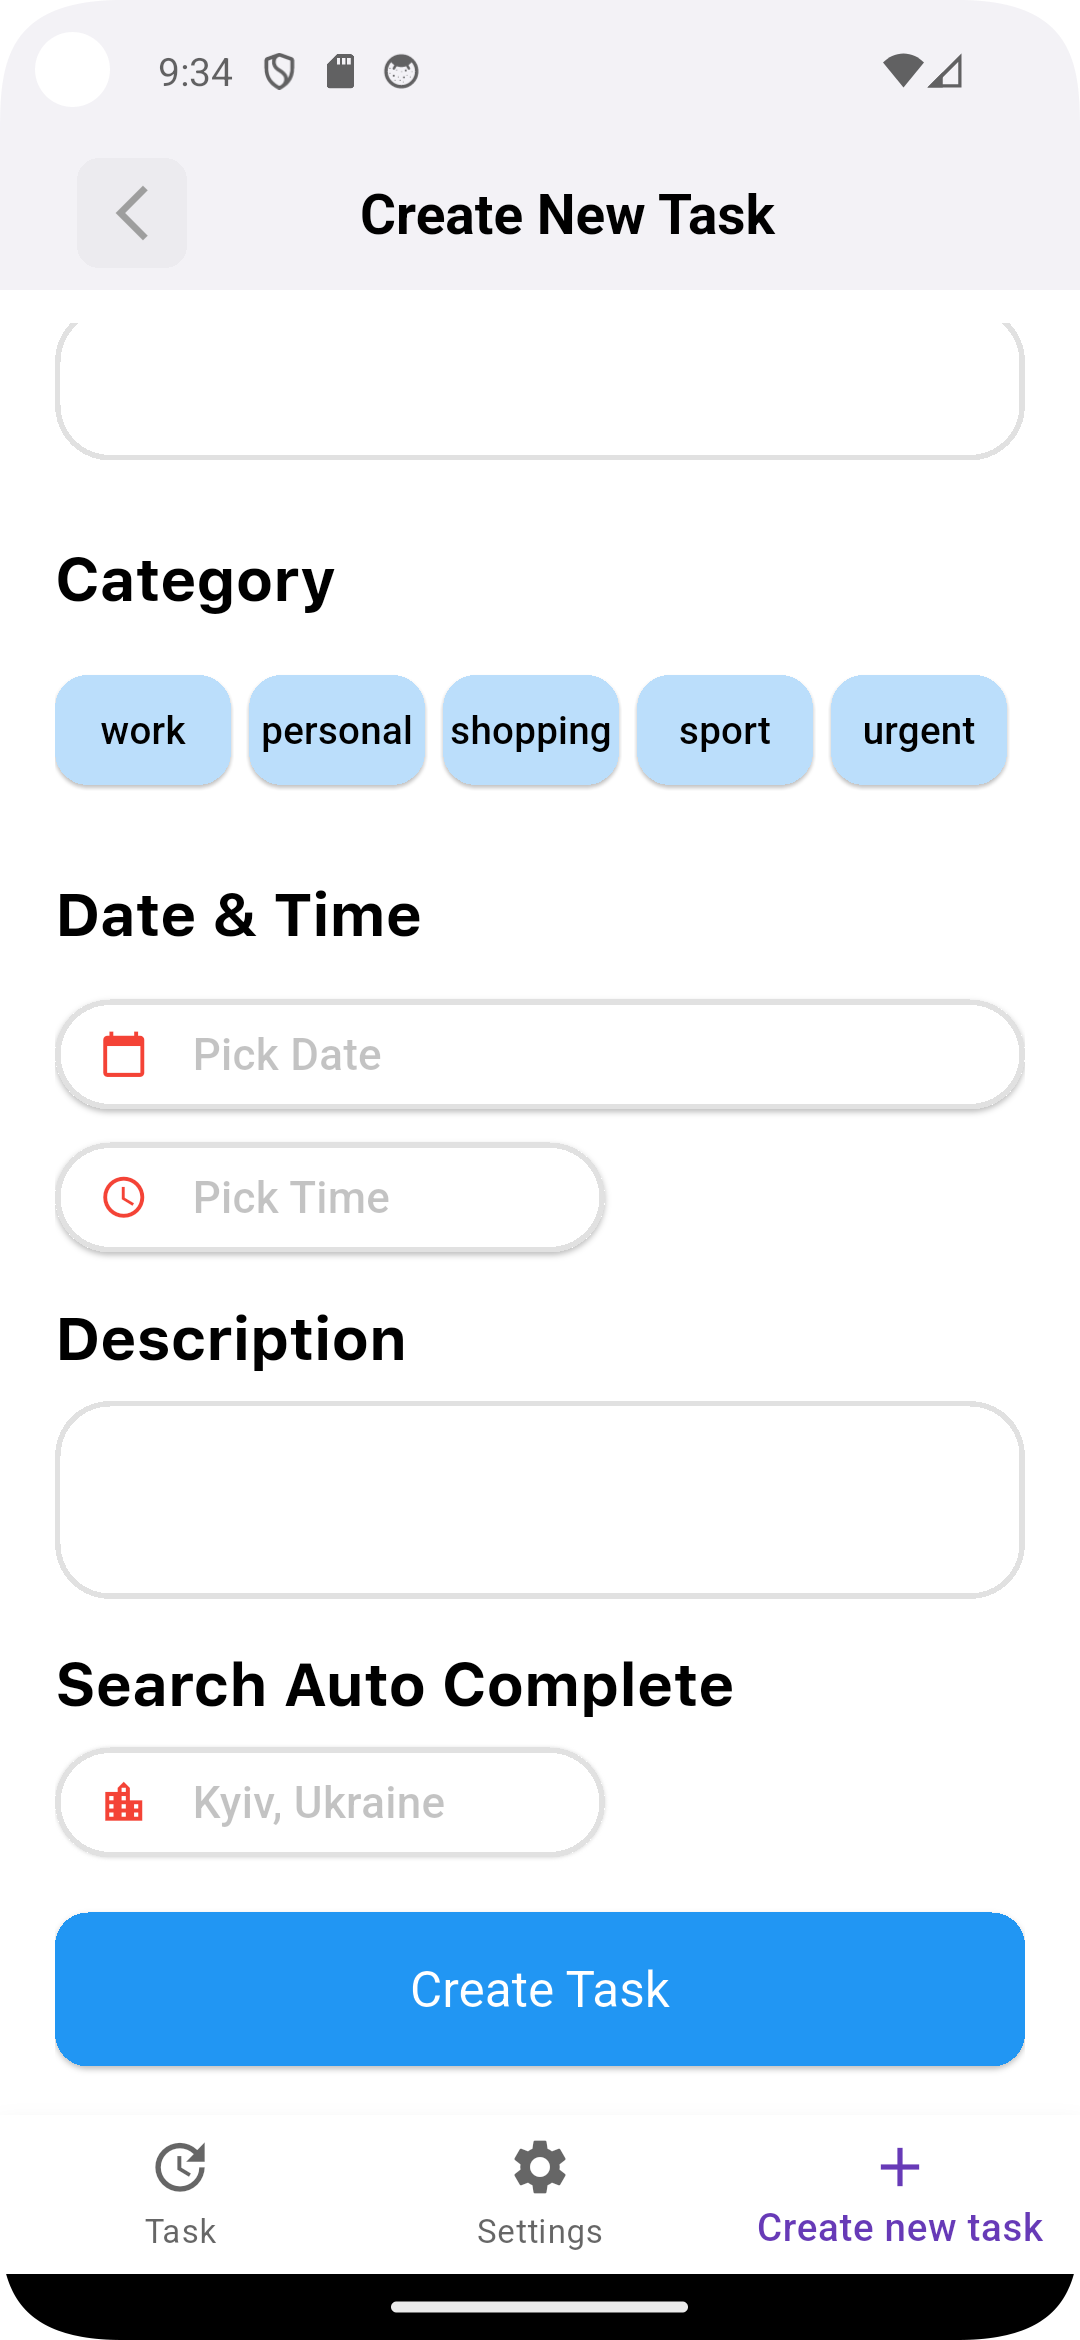 9:34
Create New Task
Category
work personal shopping sport urgent
Date & Time
Pick Date
Pick Time
Description
Search Auto Complete
Kyiv, Ukraine
Create Task
Task Settings Create new task